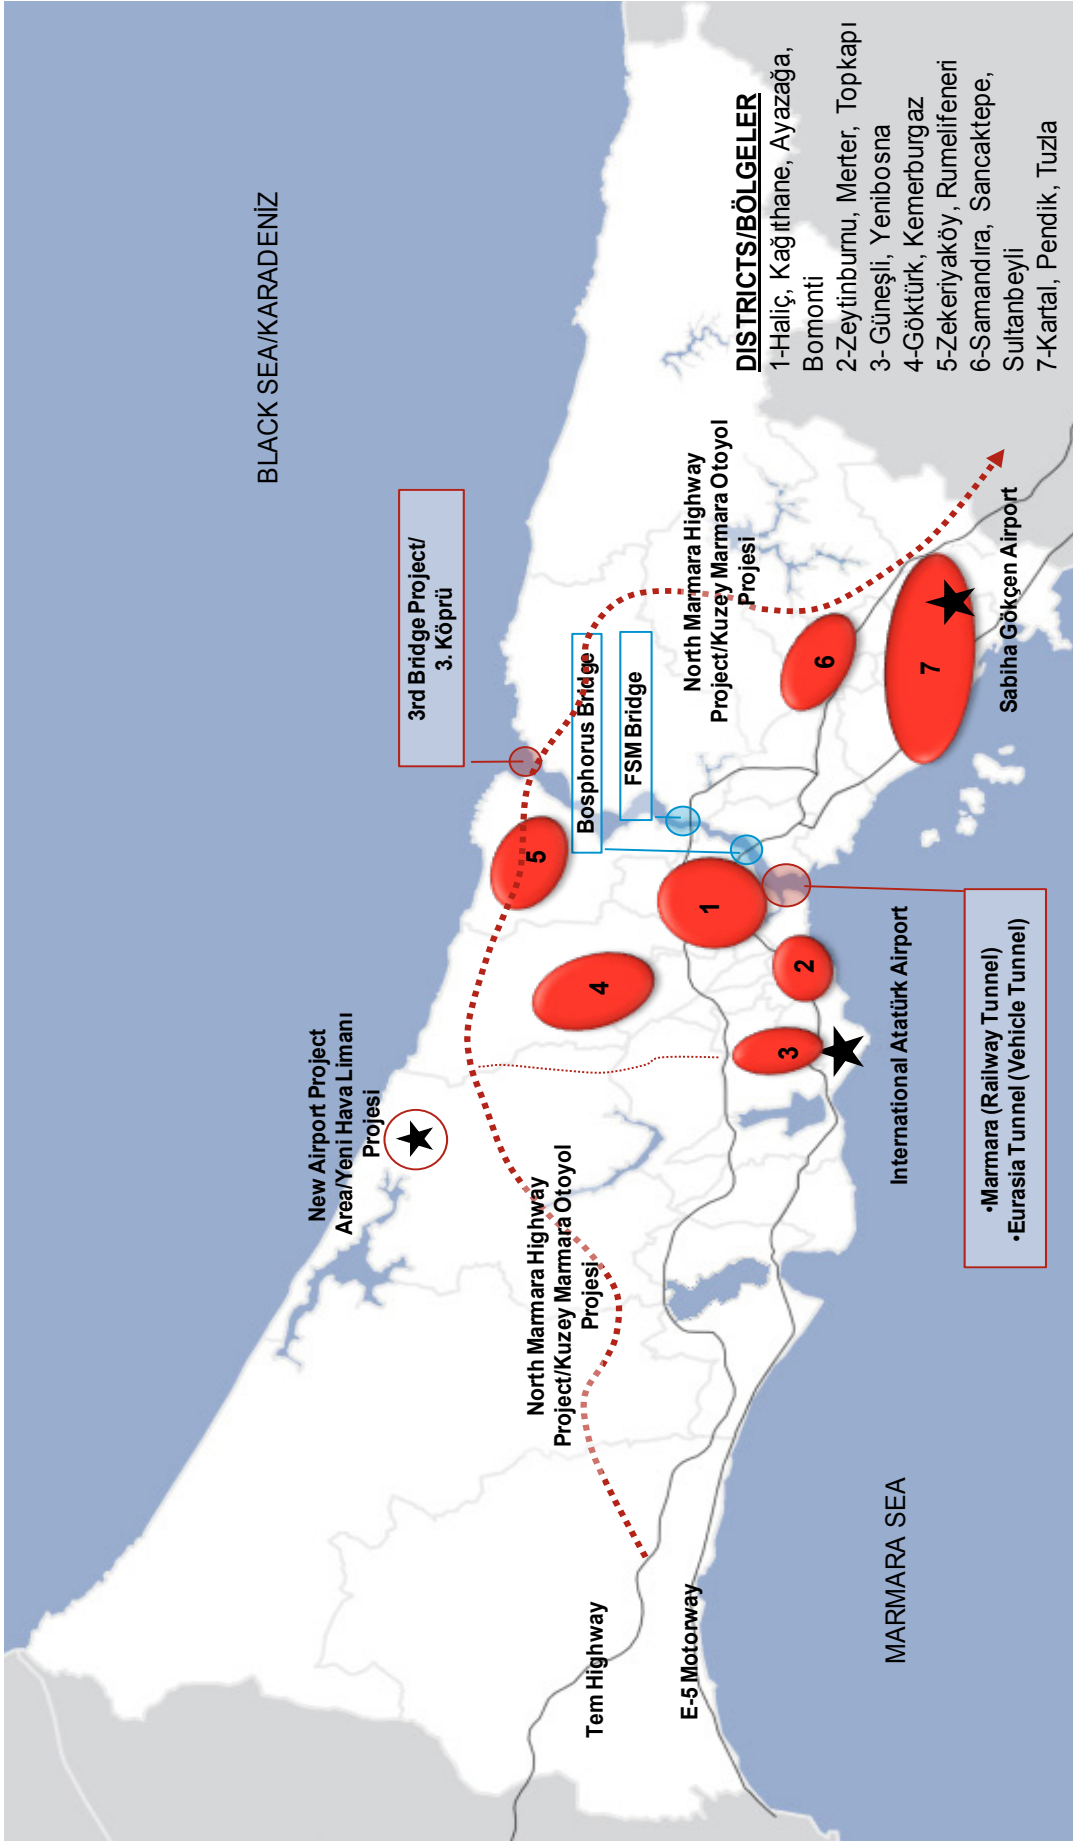 BLACK SEA/KARADENİZ
New Airport Project
Area/Yeni Hava Limanı
Projesi
3rd Bridge Project/
3. Köprü
North Marmara Highway
Project/Kuzey Marmara Otoyol
Projesi
Bosphorus Bridge
FSM Bridge
North Marmara Highway
Project/Kuzey Marmara Otoyol
Projesi
Tem Highway
E-5 Motorway
5
4
1
2
3
6
7
MARMARA SEA
International Atatürk Airport
Sabiha Gökçen Airport
•Marmara (Railway Tunnel)
•Eurasia Tunnel (Vehicle Tunnel)
DISTRICTS/BÖLGELER
1-Haliç, Kağıthane, Ayazağa,
Bomonti
2-Zeytinburnu, Merter, Topkapı
3- Güneşli, Yenibosna
4-Göktürk, Kemerburgaz
5-Zekeriyaköy, Rumelifeneri
6-Samandıra, Sancaktepe,
Sultanbeyli
7-Kartal, Pendik, Tuzla